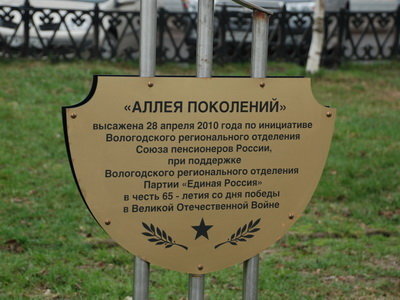 «АЛЛЕЯ ПОКОЛЕНИЙ»
высажена 28 апреля 2010 года по инициативе
Вологодского регионального отделения
Союза пенсионеров России,
при поддержке
Вологодского регионального отделения
Партии «Единая Россия»
в честь 65 - летия со дня победы
в Великой Отечественной Войне